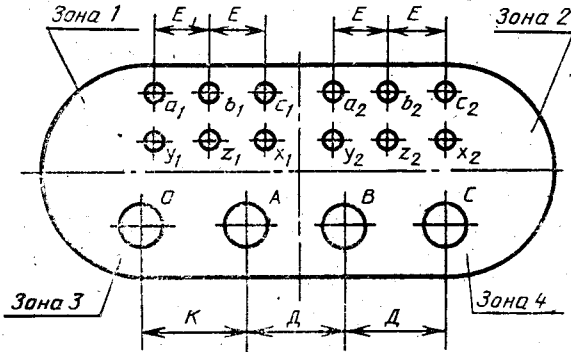 Зона 1 E E E E Зона 2
a₁ b₁ c₁ a₂ b₂ c₂
y₁ z₁ x₁ y₂ z₂ x₂
O A B C
Зона 3 Зона 4
К Д Д